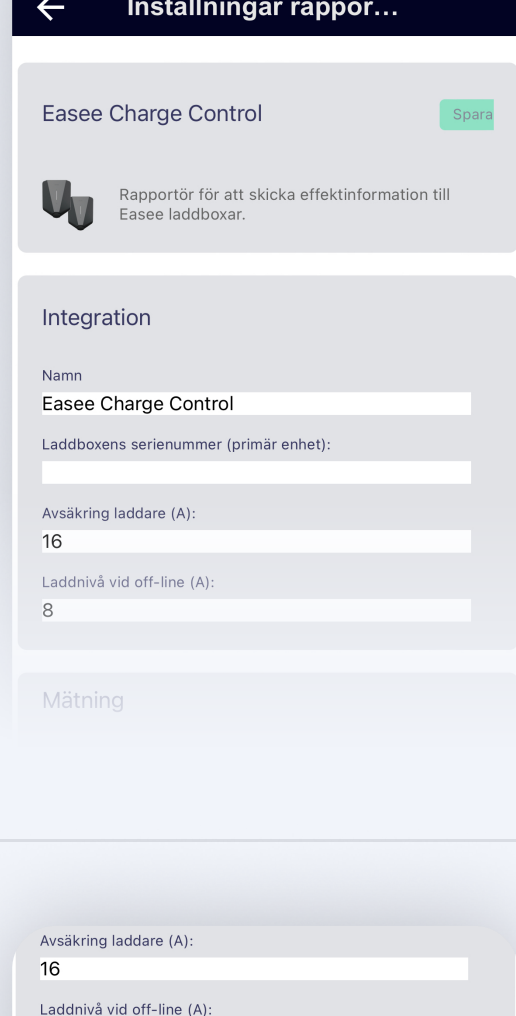 Inställningar rappor...
Easee Charge Control
Spara
Rapportör för att skicka effektinformation till
Easee laddboxar.
Integration
Namn
Easee Charge Control
Laddboxens serienummer (primär enhet):
Avsäkring laddare (A):
16
Laddnivå vid off-line (A):
8
Mätning
Avsäkring laddare (A):
16
Laddnivå vid off-line (A):